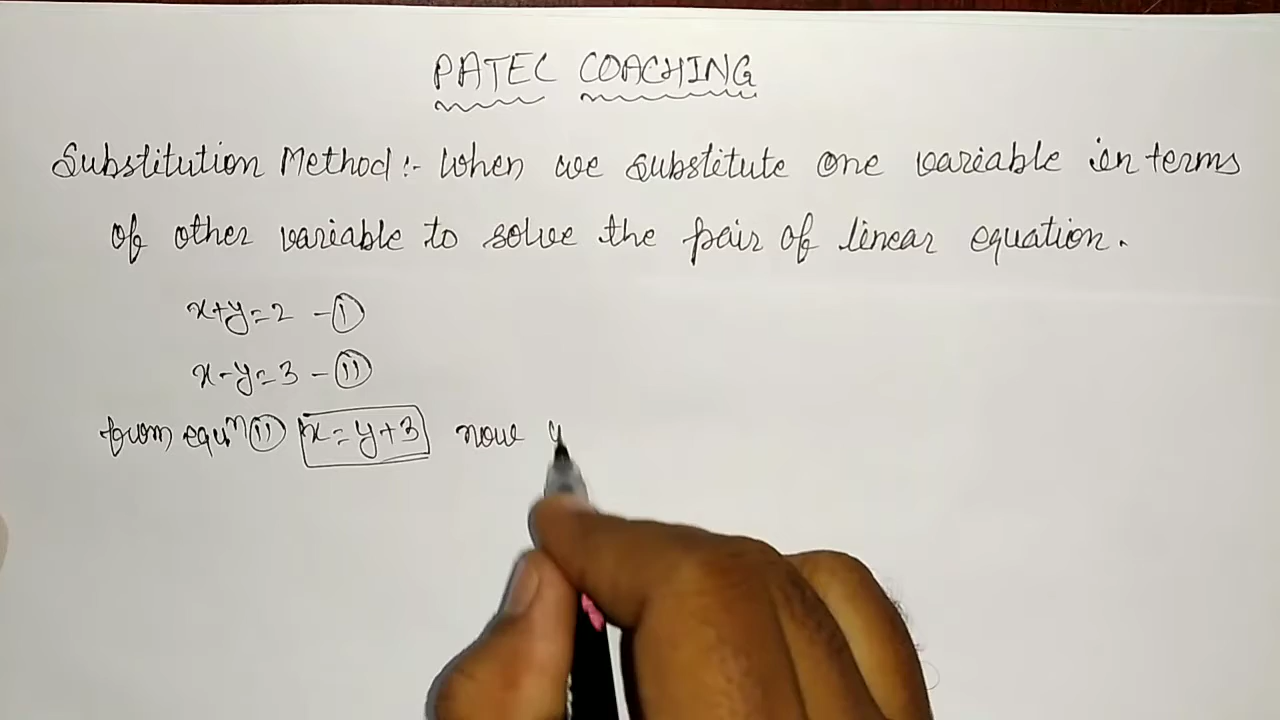 PATEL COACHING
Substitution Method :- When we substitute one variable in terms
of other variable to solve the pair of linear equation.
x+y=2 -(I)
x-y=3 -(II)
from equⁿ (II) x=y+3 now